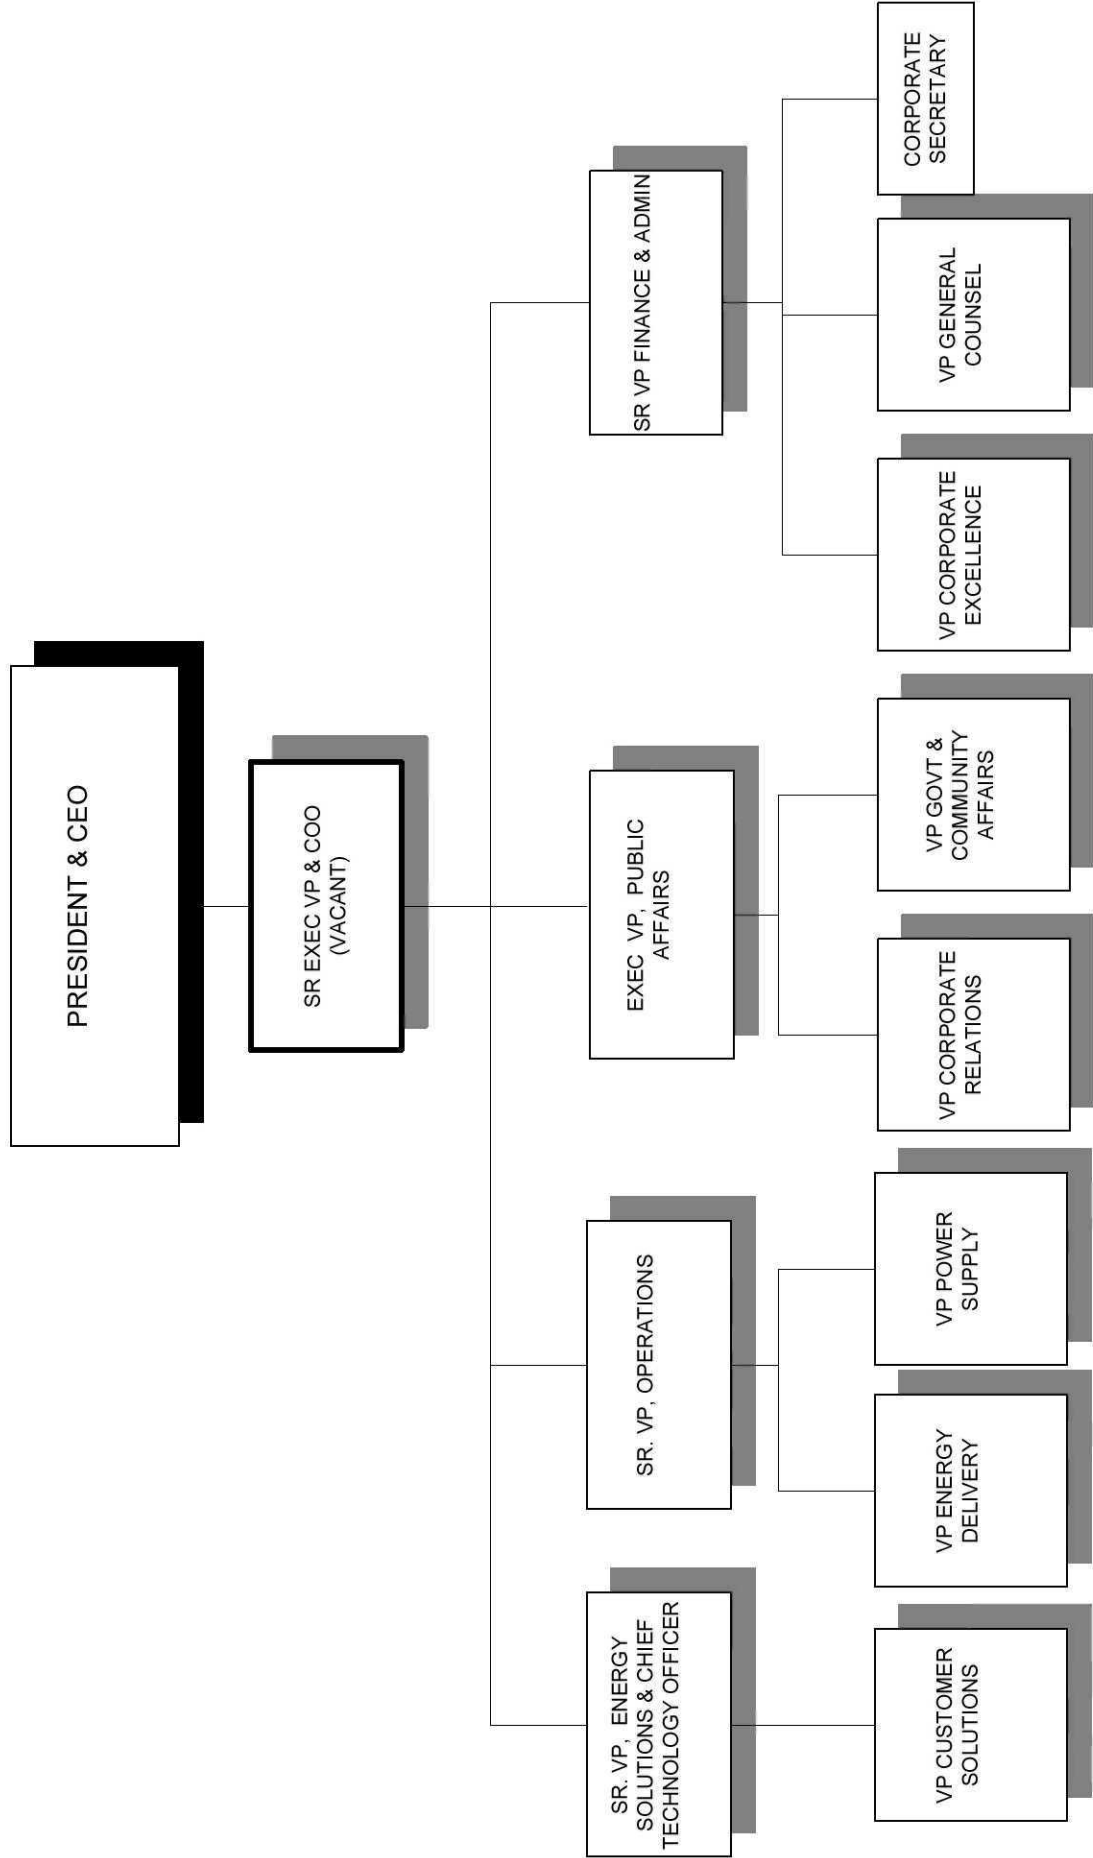 PRESIDENT & CEO
SR EXEC VP & COO
(VACANT)
SR. VP, ENERGY
SOLUTIONS & CHIEF
TECHNOLOGY OFFICER
SR. VP, OPERATIONS
EXEC VP, PUBLIC
AFFAIRS
SR VP FINANCE & ADMIN
VP CUSTOMER
SOLUTIONS
VP ENERGY
DELIVERY
VP POWER
SUPPLY
VP CORPORATE
RELATIONS
VP GOVT &
COMMUNITY
AFFAIRS
VP CORPORATE
EXCELLENCE
VP GENERAL
COUNSEL
CORPORATE
SECRETARY